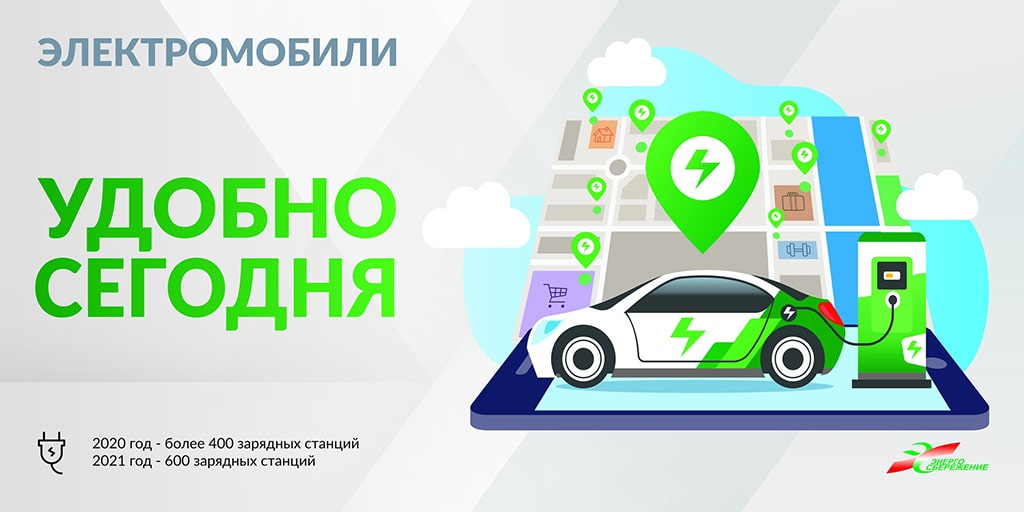 ЭЛЕКТРОМОБИЛИ
УДОБНО
СЕГОДНЯ
2020 год - более 400 зарядных станций
2021 год - 600 зарядных станций
ЭНЕРГО
СБЕРЕЖЕНИЕ